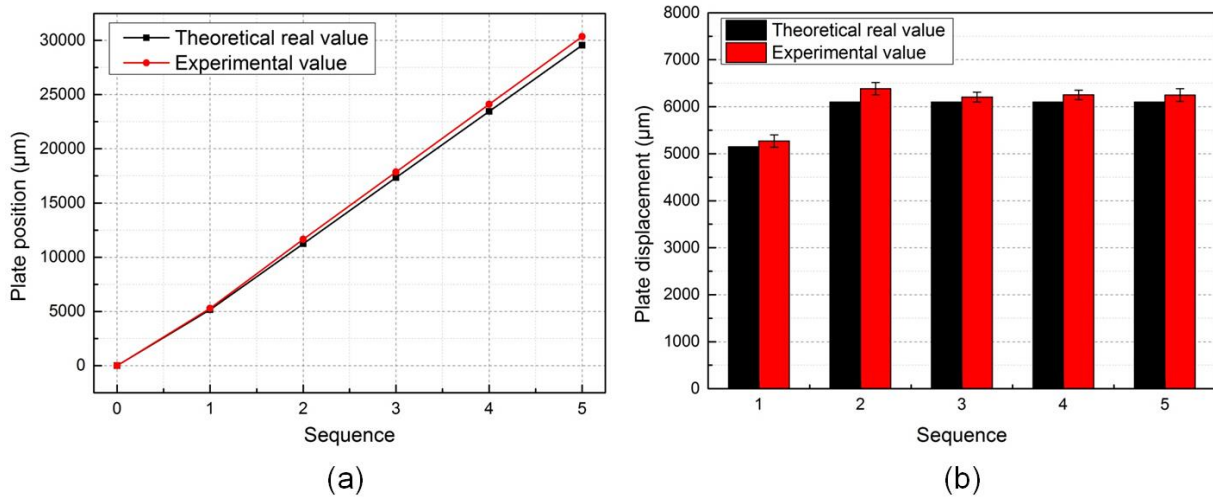 Theoretical real value
Experimental value
30000
25000
20000
15000
10000
5000
0
Plate position (μm)
0 1 2 3 4 5
Sequence
(a)
Theoretical real value
Experimental value
8000
7000
6000
5000
4000
3000
2000
1000
0
Plate displacement (μm)
1 2 3 4 5
Sequence
(b)